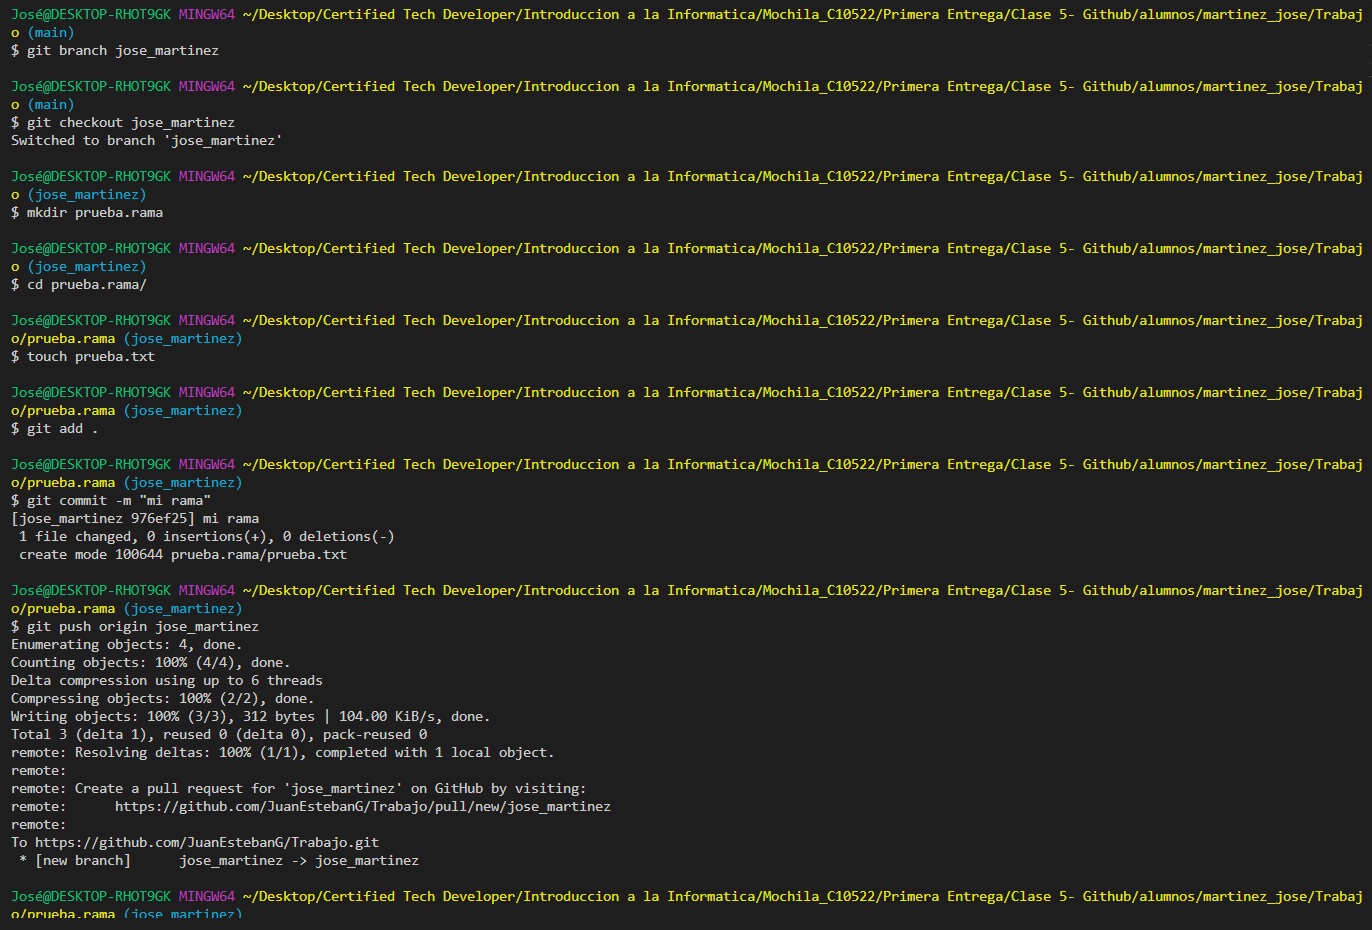 José@DESKTOP-RHOT9GK MINGW64 ~/Desktop/Certified Tech Developer/Introduccion a la Informatica/Mochila_C10522/Primera Entrega/Clase 5- Github/alumnos/martinez_jose/Trabaj
o (main)
$ git branch jose_martinez
José@DESKTOP-RHOT9GK MINGW64 ~/Desktop/Certified Tech Developer/Introduccion a la Informatica/Mochila_C10522/Primera Entrega/Clase 5- Github/alumnos/martinez_jose/Trabaj
o (main)
$ git checkout jose_martinez
Switched to branch 'jose_martinez'
José@DESKTOP-RHOT9GK MINGW64 ~/Desktop/Certified Tech Developer/Introduccion a la Informatica/Mochila_C10522/Primera Entrega/Clase 5- Github/alumnos/martinez_jose/Trabaj
o (jose_martinez)
$ mkdir prueba.rama
José@DESKTOP-RHOT9GK MINGW64 ~/Desktop/Certified Tech Developer/Introduccion a la Informatica/Mochila_C10522/Primera Entrega/Clase 5- Github/alumnos/martinez_jose/Trabaj
o (jose_martinez)
$ cd prueba.rama/
José@DESKTOP-RHOT9GK MINGW64 ~/Desktop/Certified Tech Developer/Introduccion a la Informatica/Mochila_C10522/Primera Entrega/Clase 5- Github/alumnos/martinez_jose/Trabaj
o/prueba.rama (jose_martinez)
$ touch prueba.txt
José@DESKTOP-RHOT9GK MINGW64 ~/Desktop/Certified Tech Developer/Introduccion a la Informatica/Mochila_C10522/Primera Entrega/Clase 5- Github/alumnos/martinez_jose/Trabaj
o/prueba.rama (jose_martinez)
$ git add .
José@DESKTOP-RHOT9GK MINGW64 ~/Desktop/Certified Tech Developer/Introduccion a la Informatica/Mochila_C10522/Primera Entrega/Clase 5- Github/alumnos/martinez_jose/Trabaj
o/prueba.rama (jose_martinez)
$ git commit -m "mi rama"
[jose_martinez 976ef25] mi rama
 1 file changed, 0 insertions(+), 0 deletions(-)
 create mode 100644 prueba.rama/prueba.txt
José@DESKTOP-RHOT9GK MINGW64 ~/Desktop/Certified Tech Developer/Introduccion a la Informatica/Mochila_C10522/Primera Entrega/Clase 5- Github/alumnos/martinez_jose/Trabaj
o/prueba.rama (jose_martinez)
$ git push origin jose_martinez
Enumerating objects: 4, done.
Counting objects: 100% (4/4), done.
Delta compression using up to 6 threads
Compressing objects: 100% (2/2), done.
Writing objects: 100% (3/3), 312 bytes | 104.00 KiB/s, done.
Total 3 (delta 1), reused 0 (delta 0), pack-reused 0
remote: Resolving deltas: 100% (1/1), completed with 1 local object.
remote:
remote: Create a pull request for 'jose_martinez' on GitHub by visiting:
remote:      https://github.com/JuanEstebanG/Trabajo/pull/new/jose_martinez
remote:
To https://github.com/JuanEstebanG/Trabajo.git
 * [new branch]      jose_martinez -> jose_martinez
José@DESKTOP-RHOT9GK MINGW64 ~/Desktop/Certified Tech Developer/Introduccion a la Informatica/Mochila_C10522/Primera Entrega/Clase 5- Github/alumnos/martinez_jose/Trabaj
o/prueba.rama (jose_martinez)